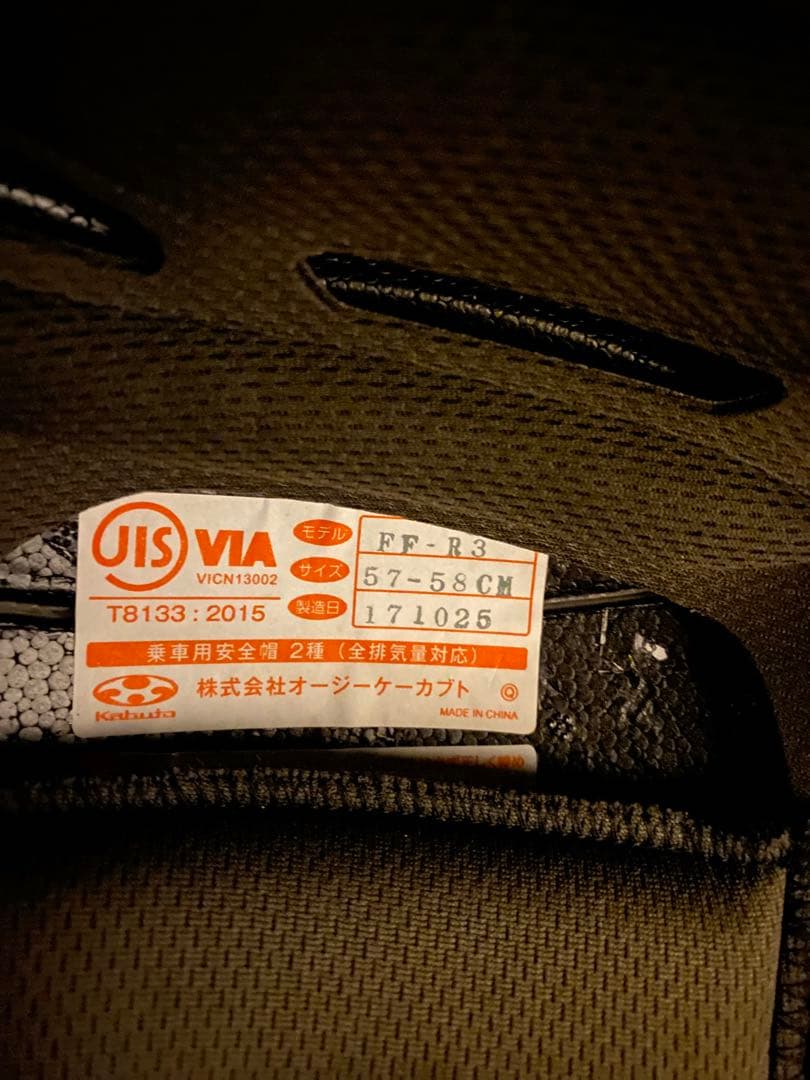 JIS VIA
VICN13002
T8133:2015
モデル FF-R3
サイズ 57-58CM
製造日 171025
乗車用安全帽 2種(全排気量対応)
Kabuto 株式会社オージーケーカブト Q
MADE IN CHINA